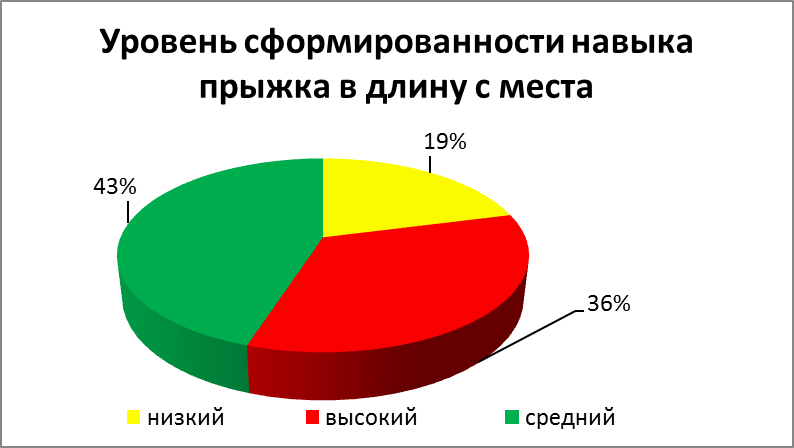 Уровень сформированности навыка
прыжка в длину с места
19%
43%
36%
низкий
высокий
средний